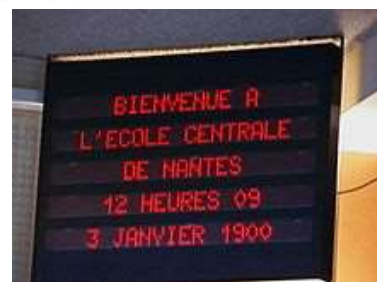 BIENVENUE A
L'ECOLE CENTRALE
DE NANTES
12 HEURES 09
3 JANVIER 1900